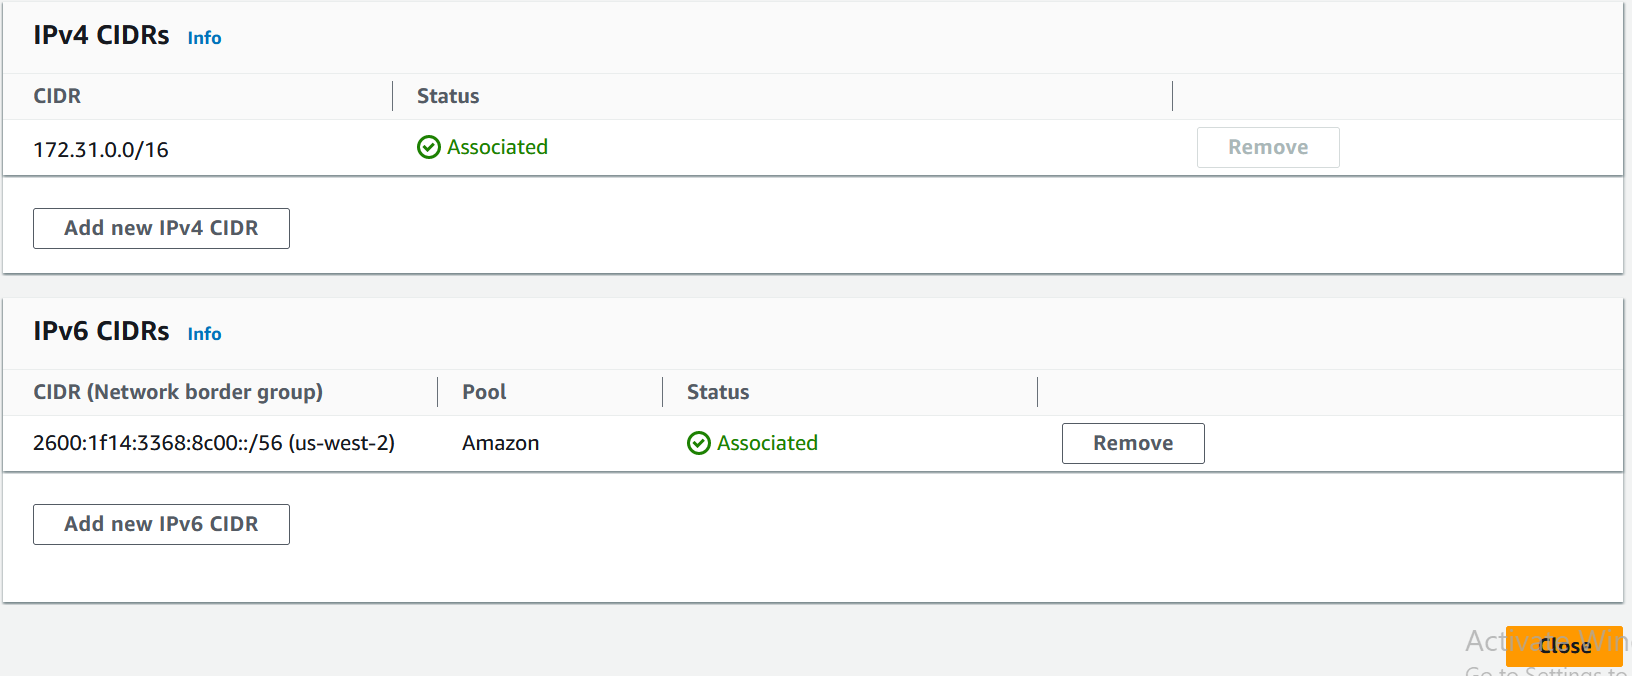 IPv4 CIDRs Info
CIDR Status
172.31.0.0/16 Associated Remove
Add new IPv4 CIDR
IPv6 CIDRs Info
CIDR (Network border group) Pool Status
2600:1f14:3368:8c00::/56 (us-west-2) Amazon Associated Remove
Add new IPv6 CIDR
Activate Win
Close
Go to Settings to